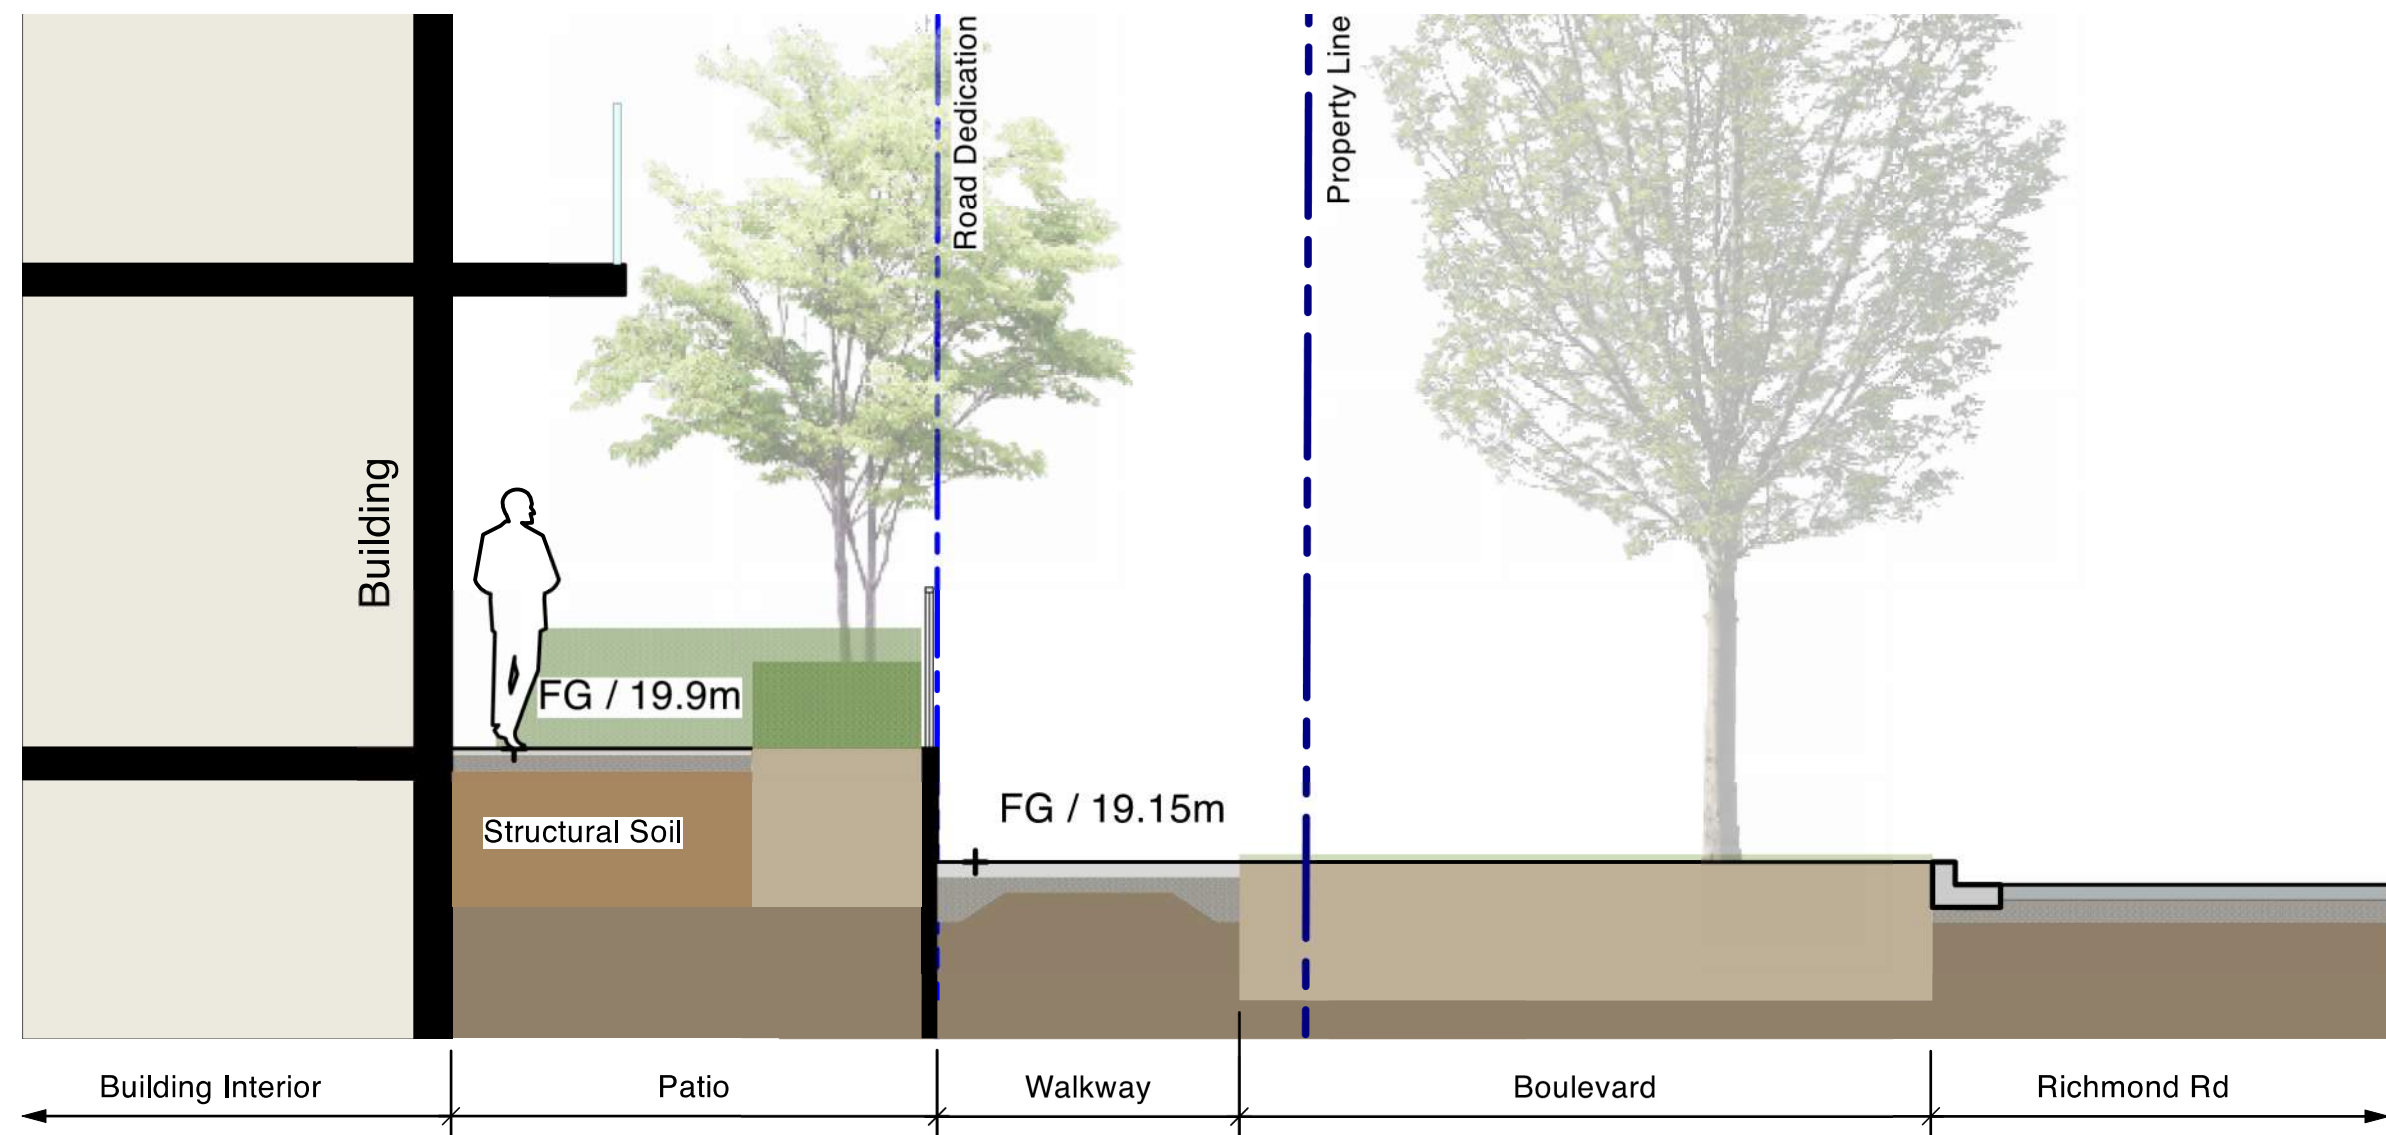 Road Dedication
Property Line
Building
FG / 19.9m
FG / 19.15m
Structural Soil
Building Interior
Patio
Walkway
Boulevard
Richmond Rd